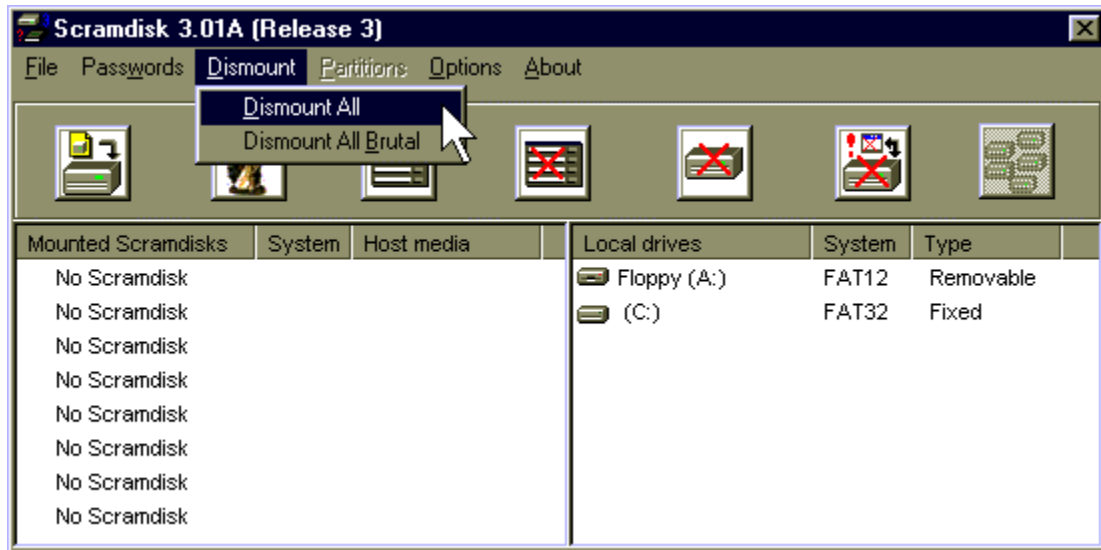 Scramdisk 3.01A (Release 3)
File Passwords Dismount Partitions Options About
Dismount All
Dismount All Brutal
Mounted Scramdisks System Host media
No Scramdisk
No Scramdisk
No Scramdisk
No Scramdisk
No Scramdisk
No Scramdisk
No Scramdisk
No Scramdisk
Local drives System Type
Floppy (A:) FAT12 Removable
(C:) FAT32 Fixed